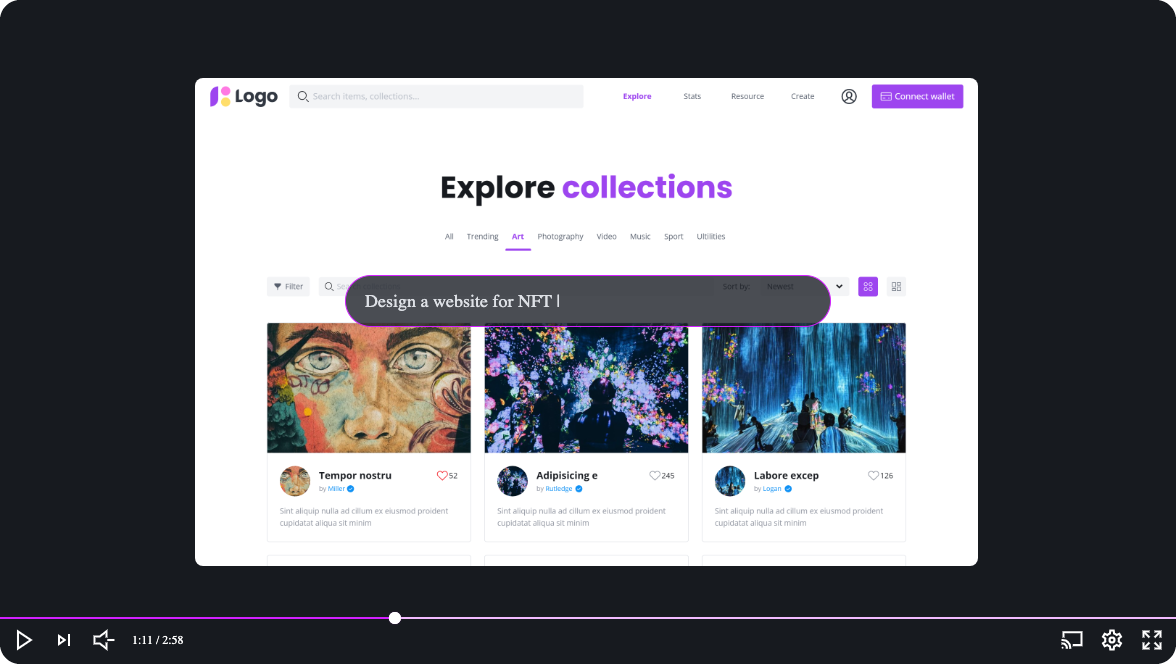 Logo
Search items, collections...
Explore
Stats
Resource
Create
Connect wallet
Explore collections
All
Trending
Art
Photography
Video
Music
Sport
Ultilities
Filter
Sort by:
Newest
Design a website for NFT |
Tempor nostru
52
by Miller
Sint aliquip nulla ad cillum ex eiusmod proident
cupidatat aliqua sit minim
Adipisicing e
245
by Rutledge
Sint aliquip nulla ad cillum ex eiusmod proident
cupidatat aliqua sit minim
Labore excep
126
by Logan
Sint aliquip nulla ad cillum ex eiusmod proident
cupidatat aliqua sit minim
1:11 / 2:58